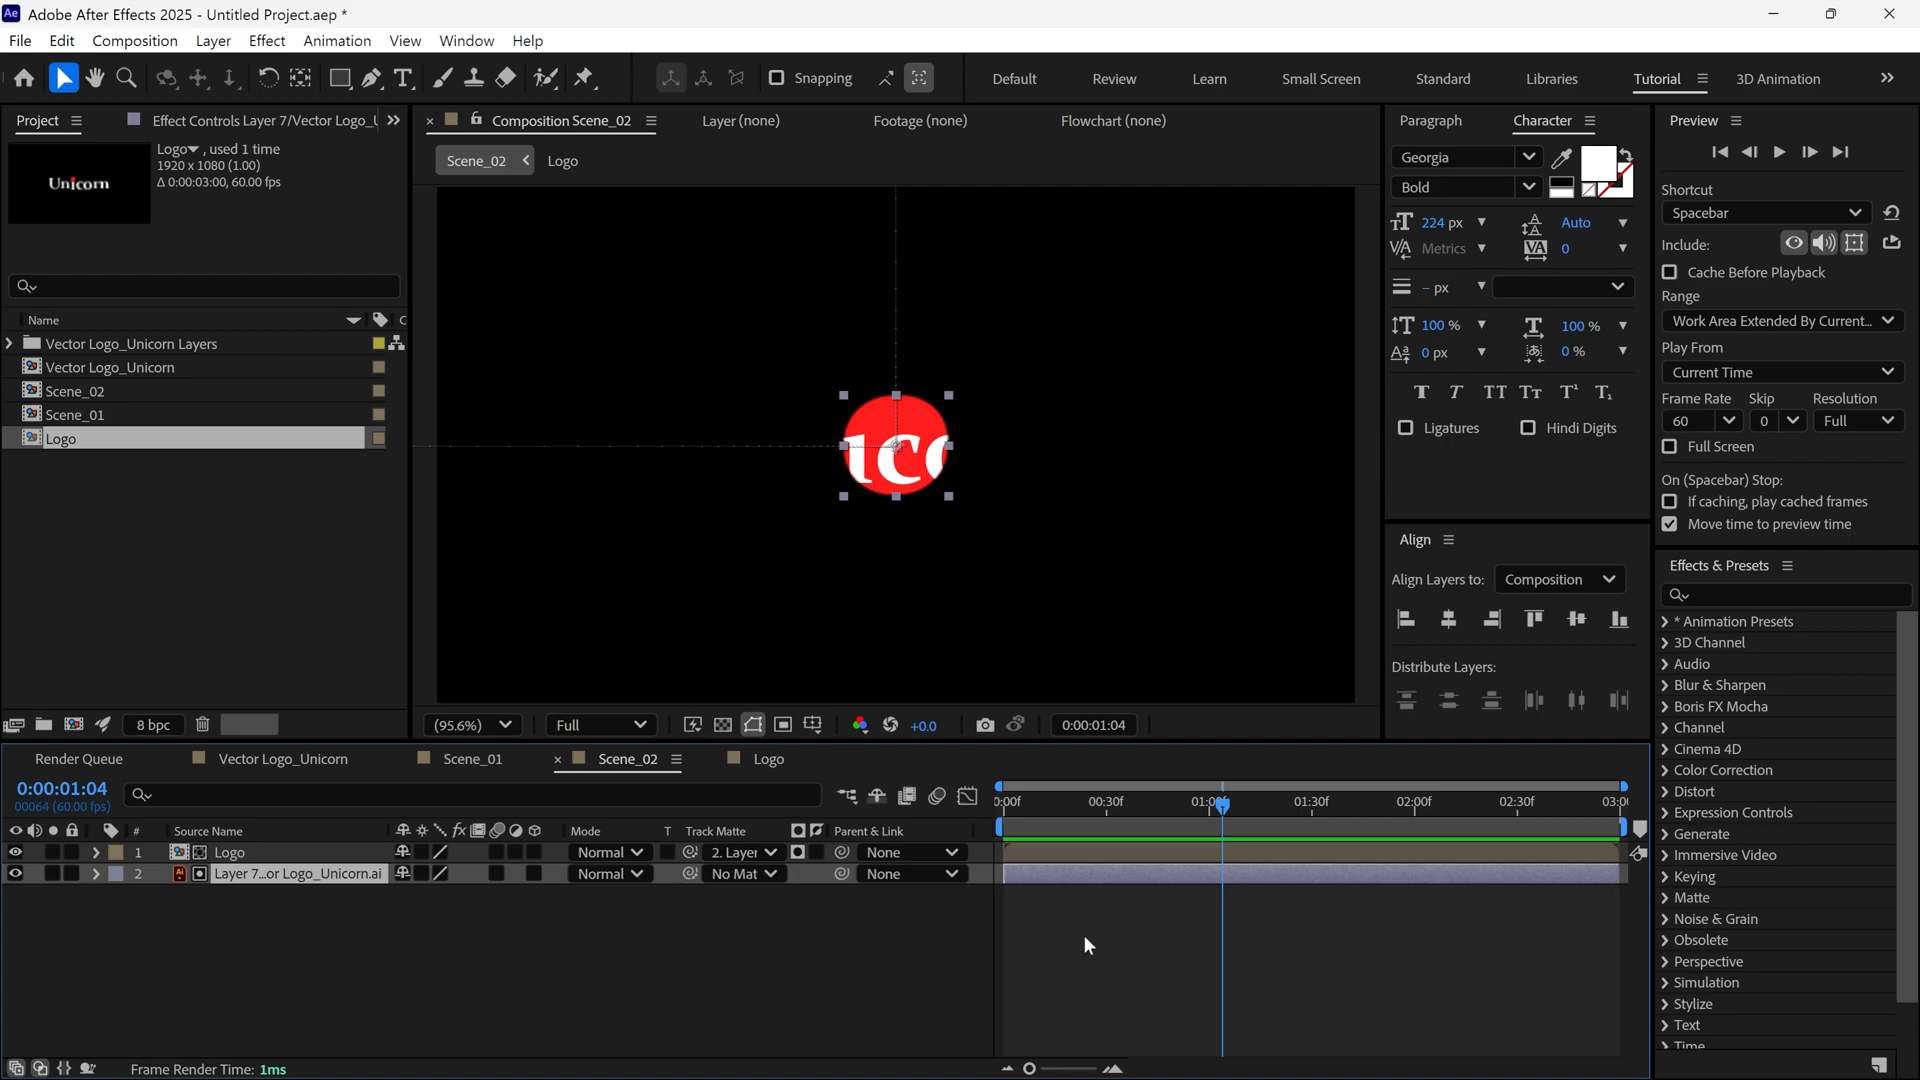 Adobe After Effects 2025 - Untitled Project.aep *
File Edit Composition Layer Effect Animation View Window Help
Snapping
Default Review Learn Small Screen Standard Libraries Tutorial 3D Animation
Project Effect Controls Layer 7/Vector Logo_U
Composition Scene_02 Layer (none) Footage (none) Flowchart (none)
Unicorn
Logo , used 1 time
1920 x 1080 (1.00)
Δ 0:00:03:00, 60.00 fps
Scene_02 Logo
Name
Vector Logo_Unicorn Layers
Vector Logo_Unicorn
Scene_02
Scene_01
Logo
8 bpc
(95.6%) Full +0.0 0:00:01:04
Paragraph Character
Georgia
Bold
224 px Auto
Metrics 0
– px
100 % 100 %
0 px 0 %
Ligatures Hindi Digits
Align
Align Layers to: Composition
Distribute Layers:
Preview
Shortcut
Spacebar
Include:
Cache Before Playback
Range
Work Area Extended By Current...
Play From
Current Time
Frame Rate Skip Resolution
60 0 Full
Full Screen
On (Spacebar) Stop:
If caching, play cached frames
Move time to preview time
Effects & Presets
* Animation Presets
3D Channel
Audio
Blur & Sharpen
Boris FX Mocha
Channel
Cinema 4D
Color Correction
Distort
Expression Controls
Generate
Immersive Video
Keying
Matte
Noise & Grain
Obsolete
Perspective
Simulation
Stylize
Text
Time
Render Queue Vector Logo_Unicorn Scene_01 Scene_02 Logo
0:00:01:04
00064 (60.00 fps)
00:30f 01:30f 02:00f 02:30f
# Source Name Mode T Track Matte Parent & Link
1 Logo Normal 2. Layer None
2 Layer 7...or Logo_Unicorn.ai Normal No Mat None
Frame Render Time: 1ms